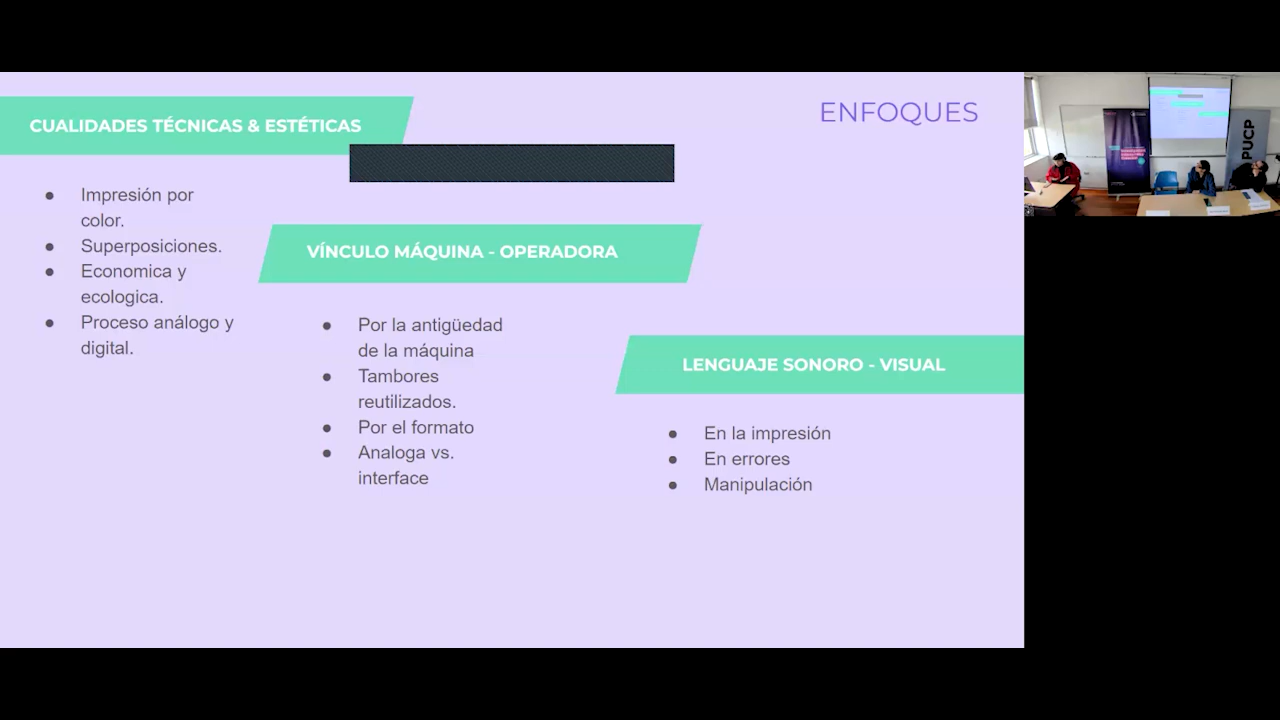 ENFOQUES
CUALIDADES TÉCNICAS & ESTÉTICAS
● Impresión por
color.
● Superposiciones.
● Economica y
ecologica.
● Proceso análogo y
digital.
VÍNCULO MÁQUINA - OPERADORA
● Por la antigüedad
de la máquina
● Tambores
reutilizados.
● Por el formato
● Analoga vs.
interface
LENGUAJE SONORO - VISUAL
● En la impresión
● En errores
● Manipulación
PUCP